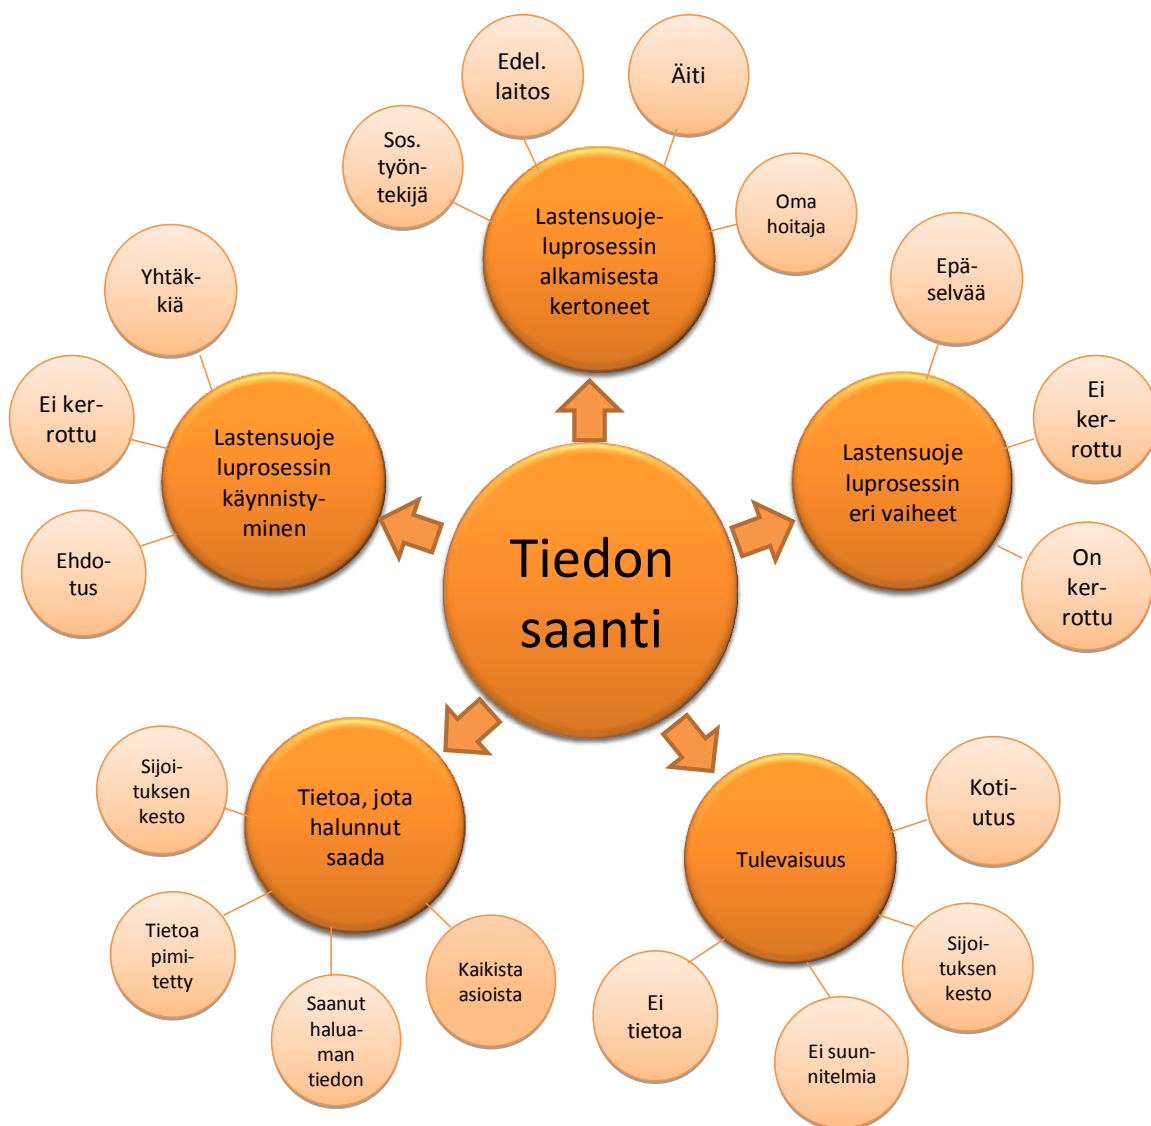 Edel.
laitos
Äiti
Sos.
työn-
tekijä
Oma
hoitaja
Lastensuoje-
luprosessin
alkamisesta
kertoneet
Yhtäk-
kiä
Ei ker-
rottu
Ehdo-
tus
Lastensuoje
luprosessin
käynnisty-
minen
Epä-
selvää
Ei
ker-
rottu
On
ker-
rottu
Lastensuoje
luprosessin
eri vaiheet
Tiedon
saanti
Sijoi-
tuksen
kesto
Tietoa
pimi-
tetty
Saanut
halua-
man
tiedon
Kaikista
asioista
Tietoa, jota
halunnut
saada
Tulevaisuus
Koti-
utus
Sijoi-
tuksen
kesto
Ei suun-
nitelmia
Ei
tietoa